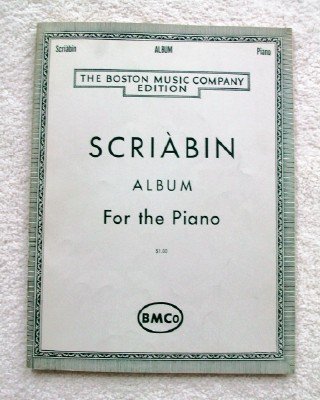 Scriàbin ALBUM Piano
THE BOSTON MUSIC COMPANY
EDITION
SCRIÀBIN
ALBUM
For the Piano
$1.00
BMCo